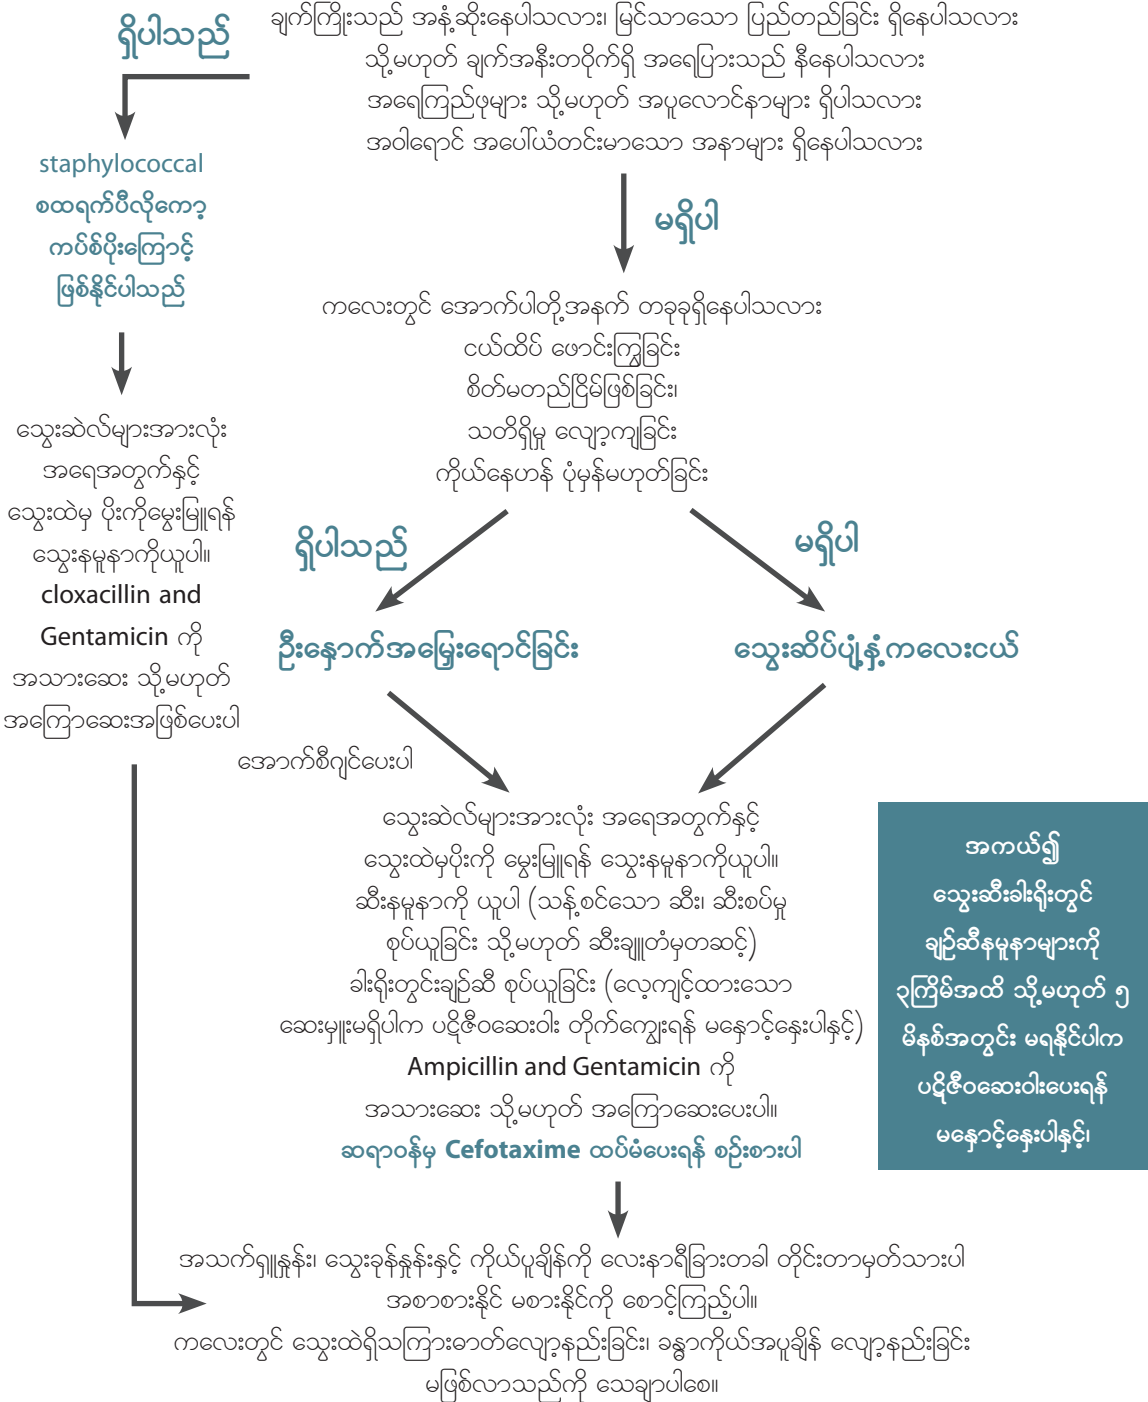 ချက်ကြိုးသည် အနံ့ဆိုးနေပါသလား၊ မြင်သာသော ပြည်တည်ခြင်း ရှိနေပါသလား
သို့မဟုတ် ချက်အနီးတဝိုက်ရှိ အရေပြားသည် နီနေပါသလား
အရေကြည်ဖုများ သို့မဟုတ် အပူလောင်နာများ ရှိပါသလား
အဝါရောင် အပေါ်ယံတင်းမာသော အနာများ ရှိနေပါသလား
ရှိပါသည်
staphylococcal
စထရက်ပီလိုကော့
ကပ်စ်ပိုးကြောင့်
ဖြစ်နိုင်ပါသည်
သွေးဆဲလ်များအားလုံး
အရေအတွက်နှင့်
သွေးထဲမှ ပိုးကိုမွေးမြူရန်
သွေးနမူနာကိုယူပါ။
cloxacillin and
Gentamicin ကို
အသားဆေး သို့မဟုတ်
အကြောဆေးအဖြစ်ပေးပါ
မရှိပါ
ကလေးတွင် အောက်ပါတို့အနက် တခုခုရှိနေပါသလား
ငယ်ထိပ် ဖောင်းကြွခြင်း
စိတ်မတည်ငြိမ်ဖြစ်ခြင်း၊
သတိရှိမှု လျော့ကျခြင်း
ကိုယ်နေဟန် ပုံမှန်မဟုတ်ခြင်း
ရှိပါသည်
မရှိပါ
ဦးနှောက်အမြှေးရောင်ခြင်း
သွေးဆိပ်ပျံ့နှံ့ကလေးငယ်
အောက်စီဂျင်ပေးပါ
သွေးဆဲလ်များအားလုံး အရေအတွက်နှင့်
သွေးထဲမှပိုးကို မွေးမြူရန် သွေးနမူနာကိုယူပါ။
ဆီးနမူနာကို ယူပါ (သန့်စင်သော ဆီး၊ ဆီးစပ်မှ
စုပ်ယူခြင်း သို့မဟုတ် ဆီးချူတံမှတဆင့်)
ခါးရိုးတွင်းချဉ်ဆီ စုပ်ယူခြင်း (လေ့ကျင့်ထားသော
ဆေးမှူးမရှိပါက ပဋိဇီဝဆေးဝါး တိုက်ကျွေးရန် မနှောင့်နှေးပါနှင့်)
Ampicillin and Gentamicin ကို
အသားဆေး သို့မဟုတ် အကြောဆေးပေးပါ။
ဆရာဝန်မှ Cefotaxime ထပ်မံပေးရန် စဉ်းစားပါ
အကယ်၍
သွေးဆီးခါးရိုးတွင်
ချဉ်ဆီနမူနာများကို
၃ကြိမ်အထိ သို့မဟုတ် ၅
မိနစ်အတွင်း မရနိုင်ပါက
ပဋိဇီဝဆေးဝါးပေးရန်
မနှောင့်နှေးပါနှင့်၊
အသက်ရှူနှုန်း၊ သွေးခုန်နှုန်းနှင့် ကိုယ်ပူချိန်ကို လေးနာရီခြားတခါ တိုင်းတာမှတ်သားပါ
အစာစားနိုင် မစားနိုင်ကို စောင့်ကြည့်ပါ။
ကလေးတွင် သွေးထဲရှိသကြားဓာတ်လျော့နည်းခြင်း၊ ခန္ဓာကိုယ်အပူချိန် လျော့နည်းခြင်း
မဖြစ်လာသည်ကို သေချာပါစေ။